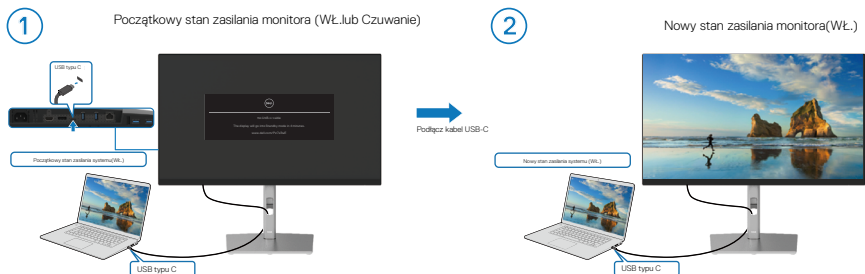 1
Początkowy stan zasilania monitora (WŁ.lub Czuwanie)
USB typu C
DELL
Początkowy stan zasilania systemu(WŁ.)
USB typu C
Podłącz kabel USB-C
2
Nowy stan zasilania monitora(WŁ.)
Nowy stan zasilania systemu (WŁ.)
USB typu C